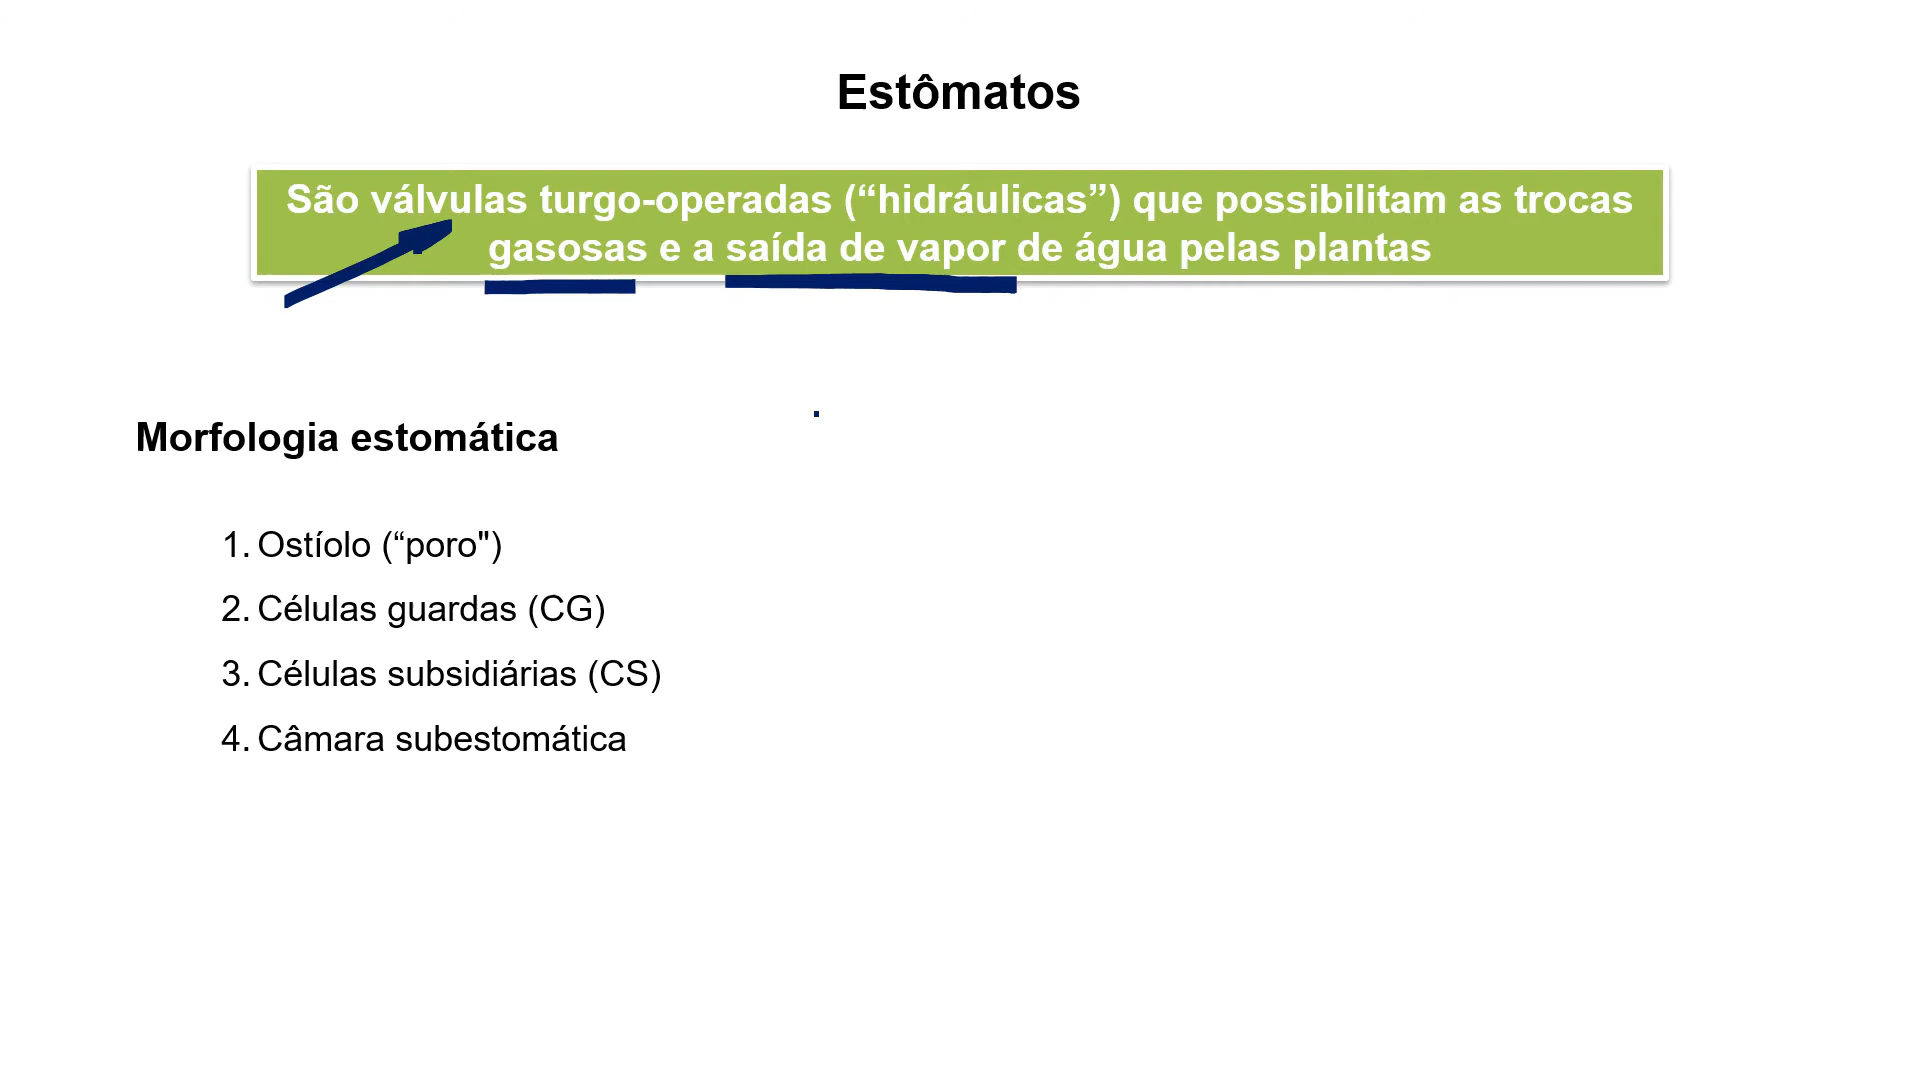 Estômatos
São válvulas turgo-operadas (“hidráulicas”) que possibilitam as trocas
gasosas e a saída de vapor de água pelas plantas
Morfologia estomática
1. Ostíolo (“poro")
2. Células guardas (CG)
3. Células subsidiárias (CS)
4. Câmara subestomática